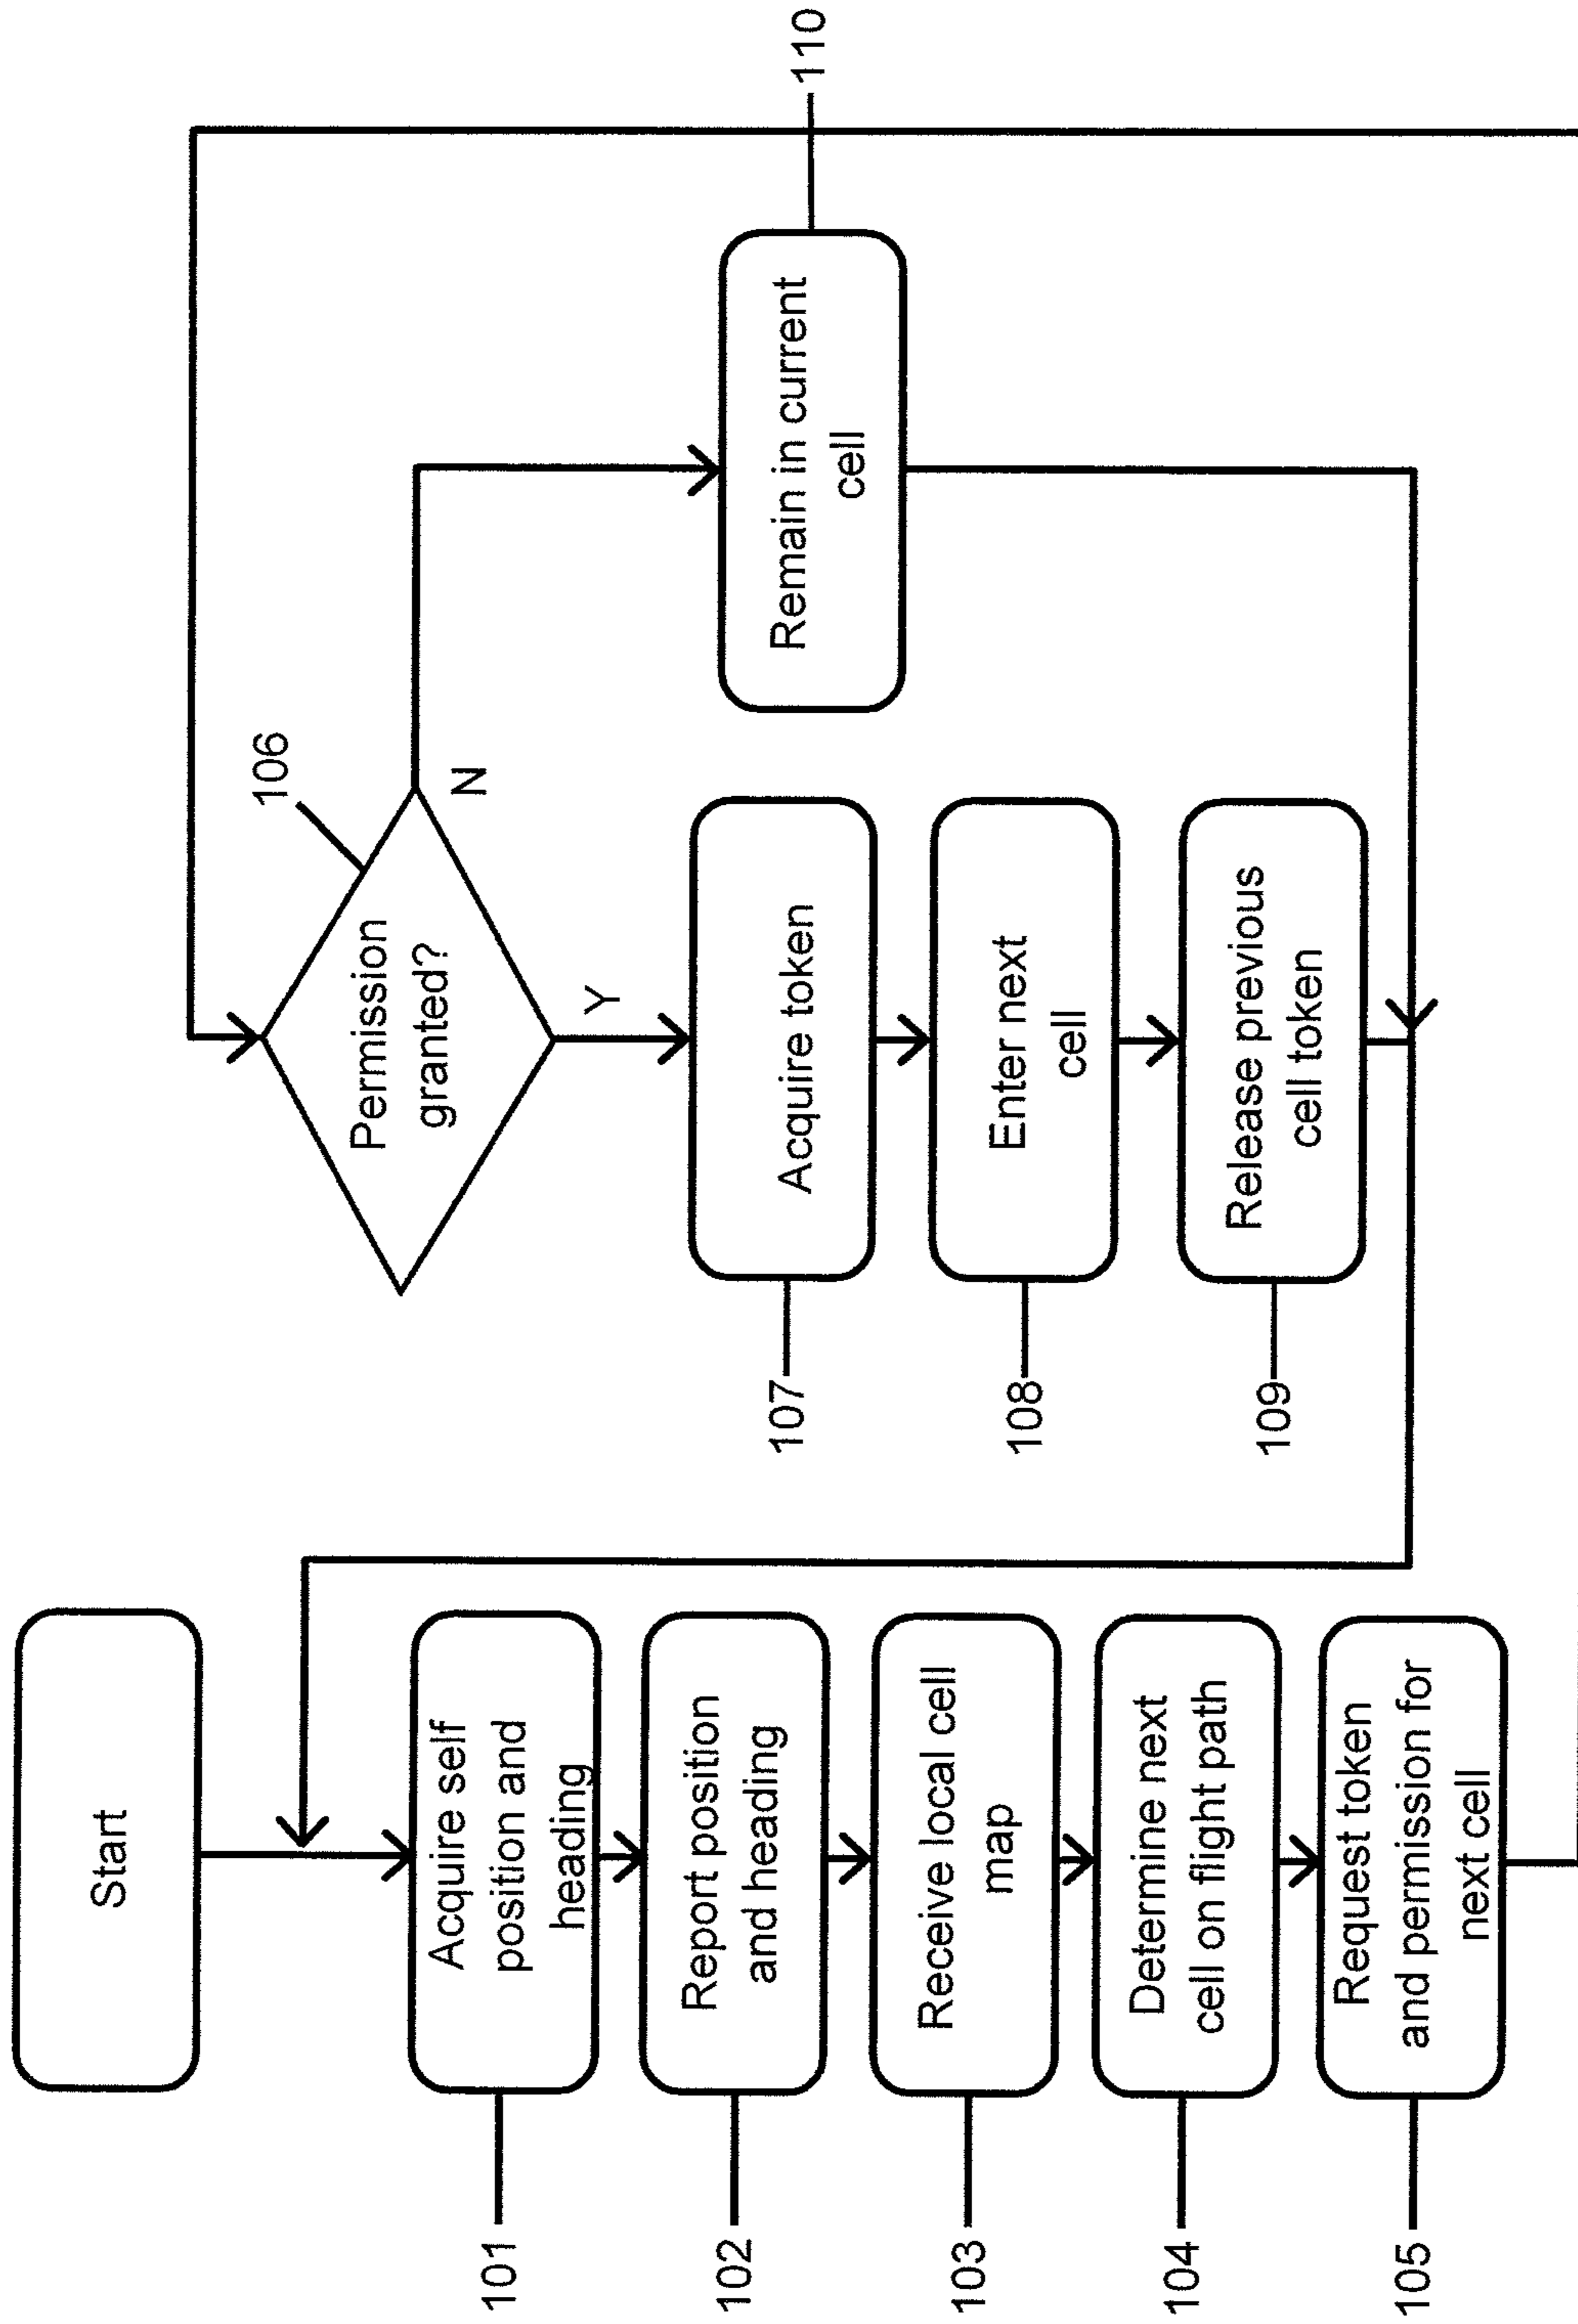 Start
101
Acquire self
position and
heading
102
Report position
and heading
103
Receive local cell
map
104
Determine next
cell on flight path
105
Request token
and permission for
next cell
106
Permission
granted?
Y
N
107
Acquire token
108
Enter next
cell
109
Release previous
cell token
110
Remain in current
cell